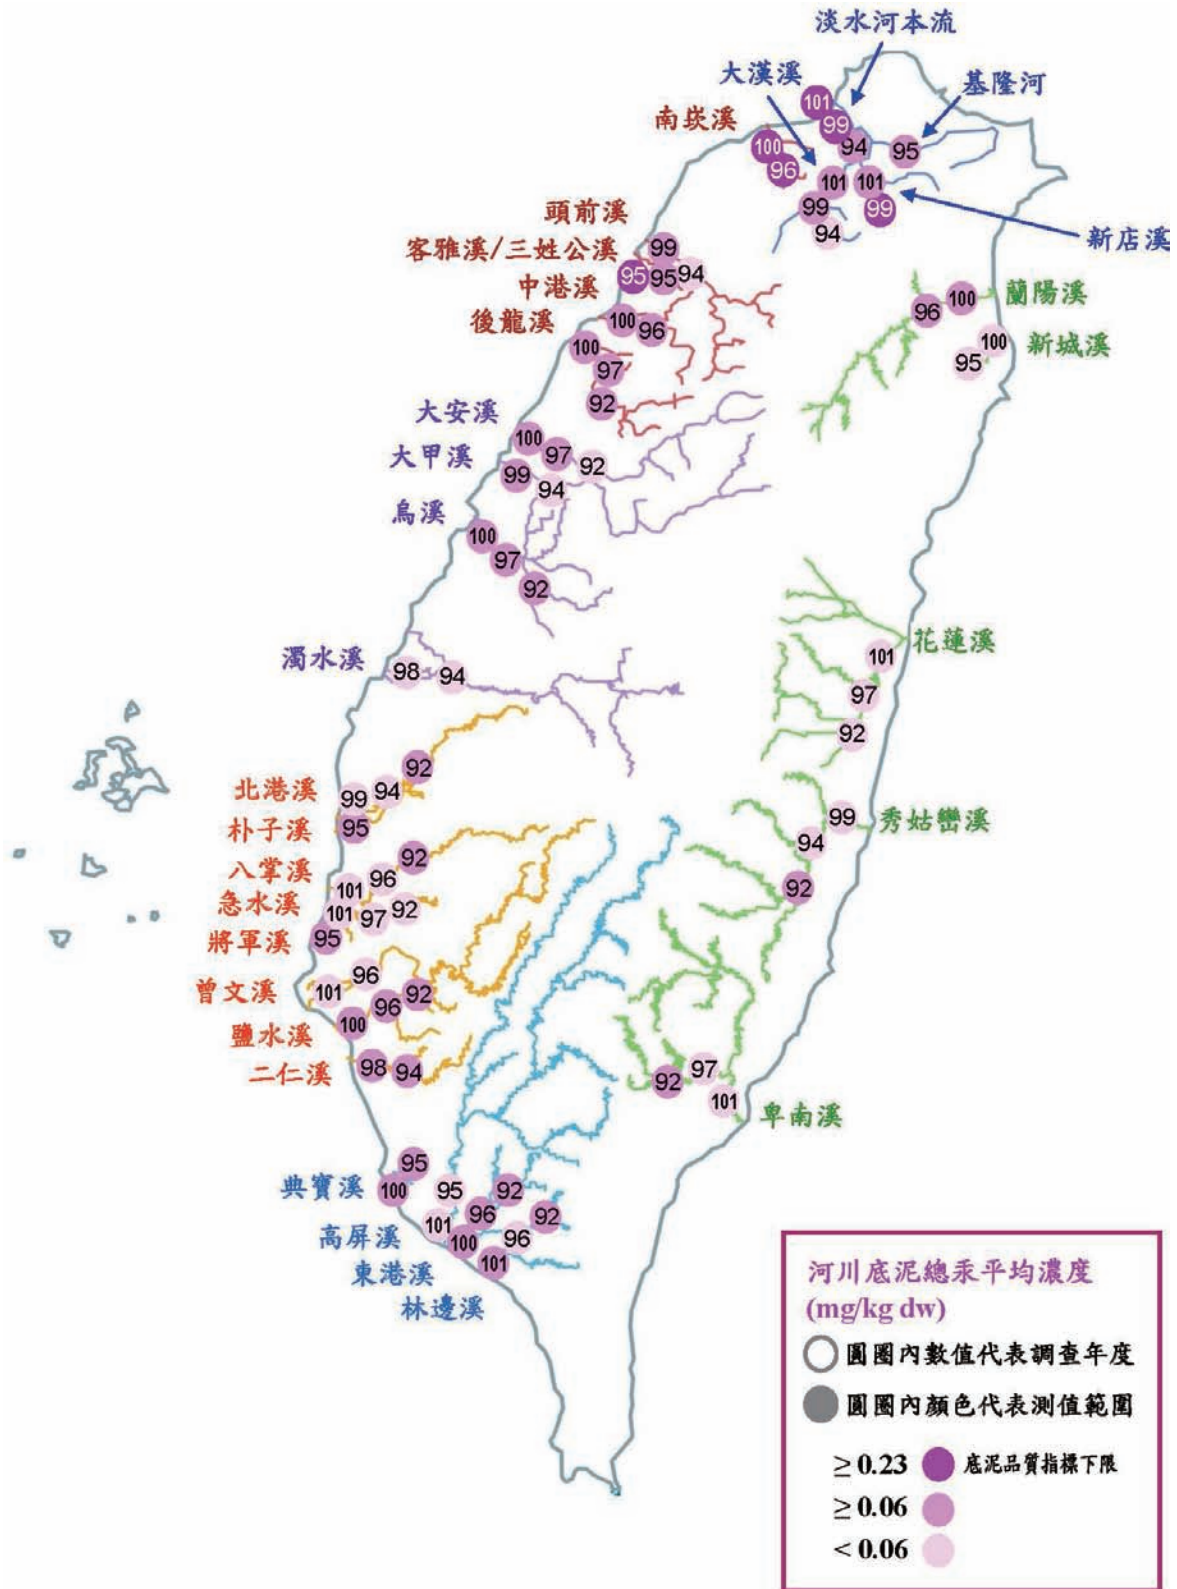 淡水河本流
大漢溪
基隆河
南崁溪
101
99
94
95
100
96
101
101
99
99
94
新店溪
頭前溪
99
客雅溪/三姓公溪
95
95
94
中港溪
後龍溪
100
96
100
97
92
蘭陽溪
96
100
新城溪
100
95
大安溪
100
97
92
大甲溪
99
94
烏溪
100
97
92
花蓮溪
101
97
92
濁水溪
98
94
北港溪
99
94
92
朴子溪
95
秀姑巒溪
99
94
92
八掌溪
101
96
92
急水溪
101
97
92
將軍溪
95
曾文溪
101
96
鹽水溪
100
96
92
二仁溪
98
94
92
97
101
卑南溪
典寶溪
95
100
高屏溪
95
101
東港溪
92
96
100
林邊溪
92
96
101
河川底泥總汞平均濃度
(mg/kg dw)
圓圈內數值代表調查年度
圓圈內顏色代表測值範圍
≥ 0.23 底泥品質指標下限
≥ 0.06
< 0.06